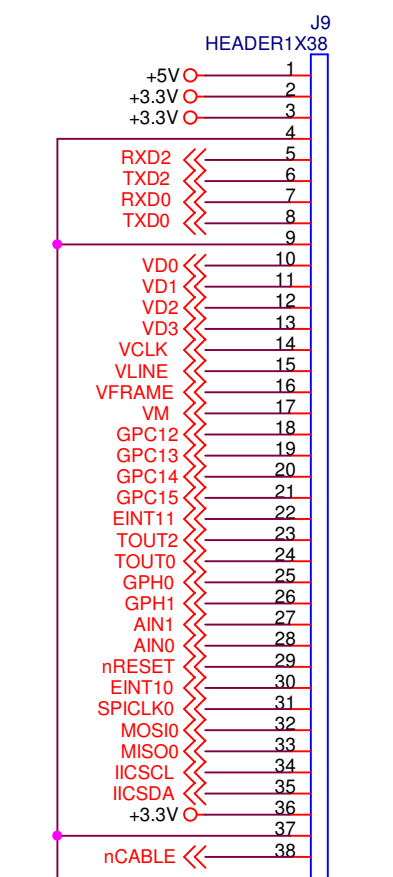 J9
HEADER1X38
+5V 1
+3.3V 2
+3.3V 3
4
RXD2 5
TXD2 6
RXD0 7
TXD0 8
9
VD0 10
VD1 11
VD2 12
VD3 13
VCLK 14
VLINE 15
VFRAME 16
VM 17
GPC12 18
GPC13 19
GPC14 20
GPC15 21
EINT11 22
TOUT2 23
TOUT0 24
GPH0 25
GPH1 26
AIN1 27
AIN0 28
nRESET 29
EINT10 30
SPICLK0 31
MOSI0 32
MISO0 33
IICSCL 34
IICSDA 35
+3.3V 36
37
nCABLE 38